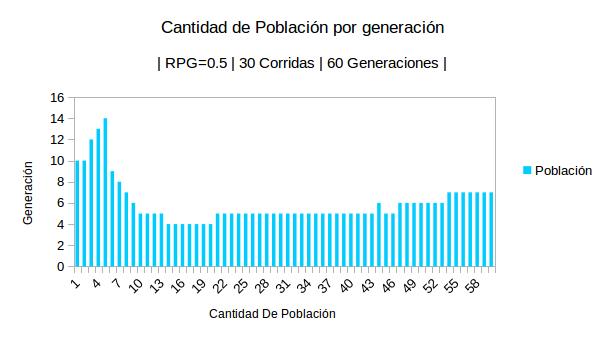 Cantidad de Población por generación
| RPG=0.5 | 30 Corridas | 60 Generaciones |
16
14
12
10
8
6
4
2
0
Generación
1 4 7 10 13 16 19 22 25 28 31 34 37 40 43 46 49 52 55 58
Cantidad De Población
Población